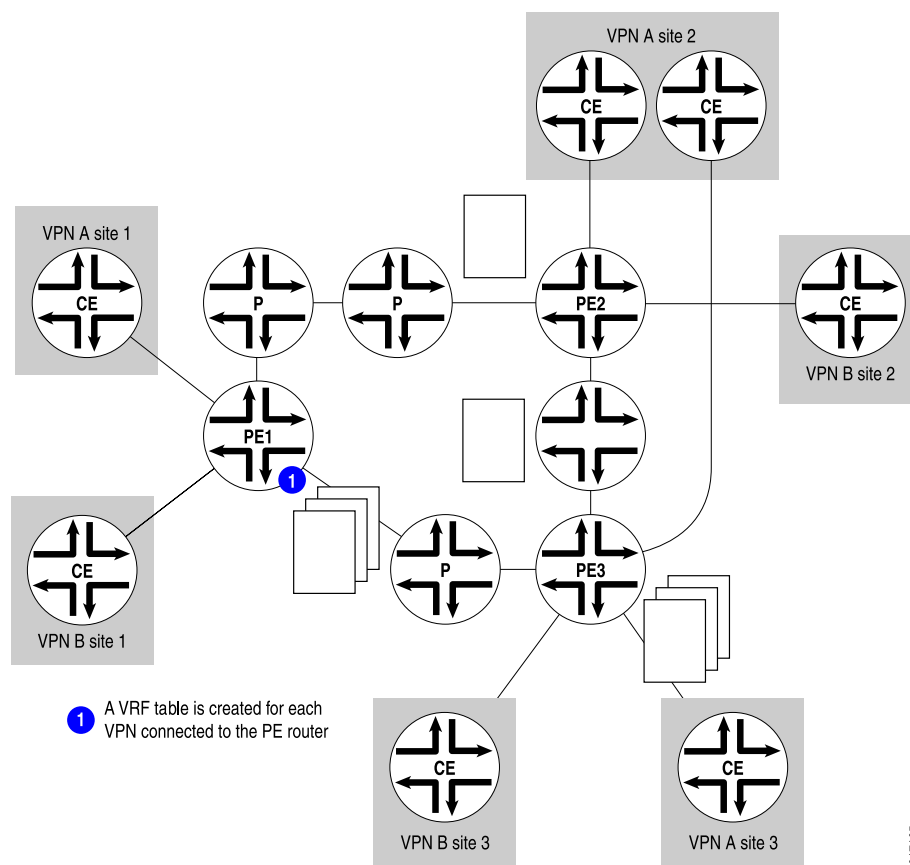 VPN A site 2
CE
CE
VPN A site 1
CE
P
P
PE2
CE
VPN B site 2
PE1
1
CE
VPN B site 1
P
PE3
1
A VRF table is created for each
VPN connected to the PE router
CE
VPN B site 3
CE
VPN A site 3